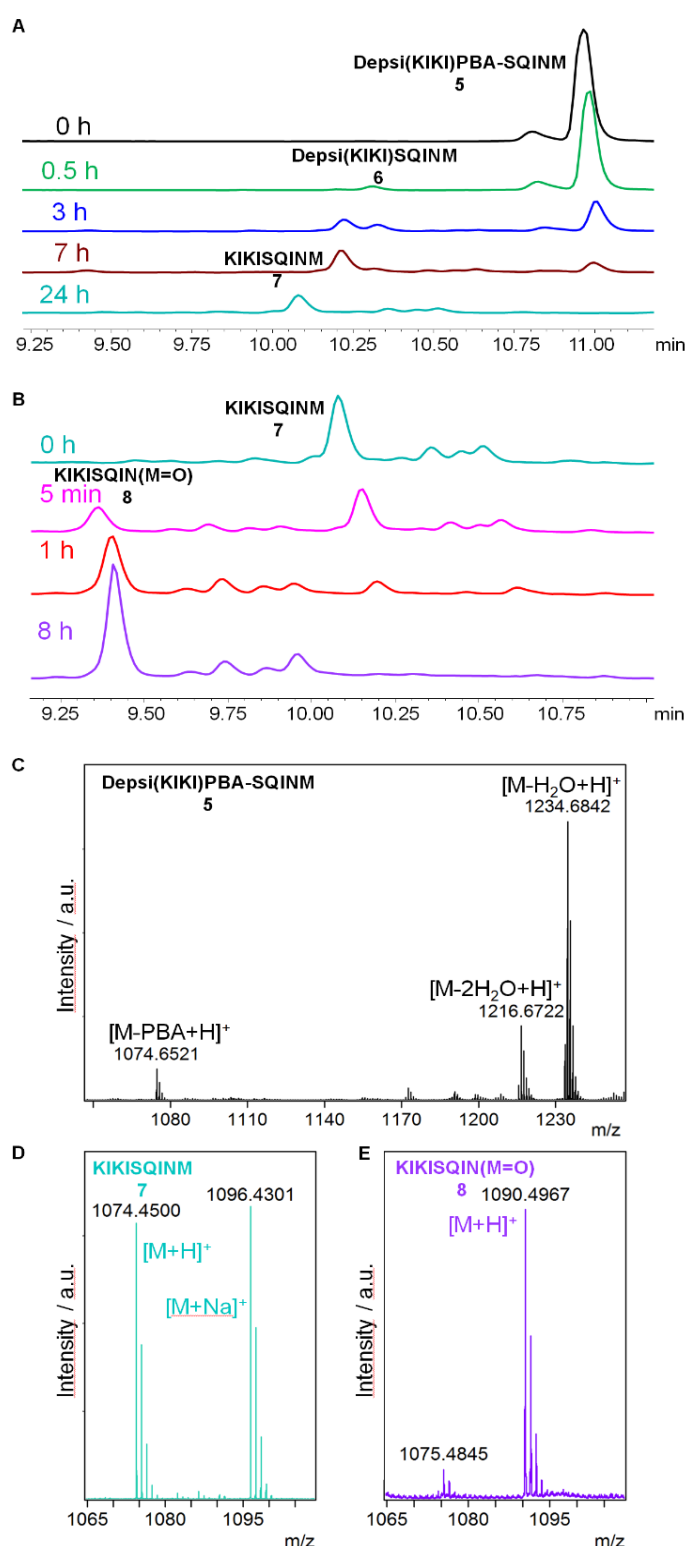 A
Depsi(KIKI)PBA-SQINM
5
0 h
Depsi(KIKI)SQINM
6
0.5 h
3 h
KIKISQINM
7
7 h
24 h
9.25 9.50 9.75 10.00 10.25 10.50 10.75 11.00 min
B
KIKISQINM
7
0 h
KIKISQIN(M=O)
8
5 min
1 h
8 h
9.25 9.50 9.75 10.00 10.25 10.50 10.75 min
C
Depsi(KIKI)PBA-SQINM
5
[M-H₂O+H]⁺
1234.6842
[M-2H₂O+H]⁺
1216.6722
[M-PBA+H]⁺
1074.6521
Intensity / a.u.
1080 1110 1140 1170 1200 1230
m/z
D
KIKISQINM
7
1074.4500
1096.4301
[M+H]⁺
[M+Na]⁺
Intensity / a.u.
1065 1080 1095
m/z
E
KIKISQIN(M=O)
8
1090.4967
[M+H]⁺
1075.4845
Intensity / a.u.
1065 1080 1095
m/z